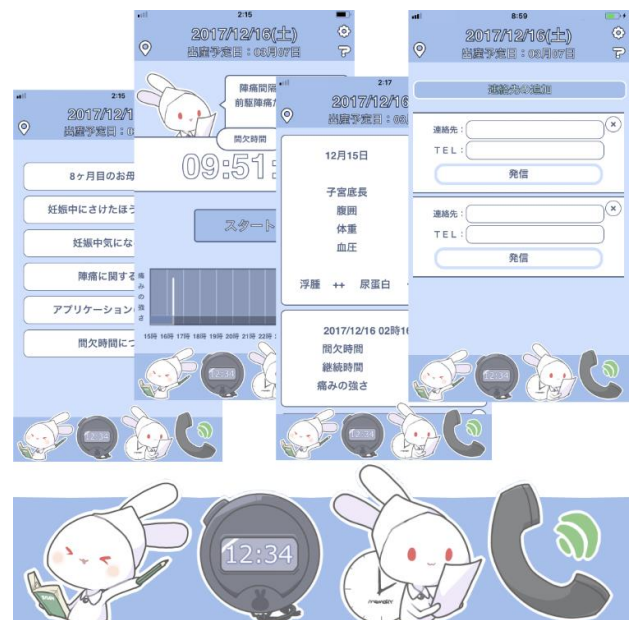 2:15
2017/12/16(土)
出産予定日:03月07日
陣痛間隔
前駆陣痛
間欠時間
09:51:
スタート
痛みの強さ
15時 16時 17時 18時 19時 20時 21時 22時
12:34
8:59
2017/12/16(土)
出産予定日:03月07日
連絡先の追加
連絡先:
TEL:
発信
連絡先:
TEL:
発信
12:34
2:15
2017/12/1
出産予定日:0
8ヶ月目のお母
妊娠中にさけたほう
妊娠中気にな
陣痛に関する
アプリケーション
間欠時間につ
12:34
2:17
2017/12/16
出産予定日:03
12月15日
子宮底長
腹囲
体重
血圧
浮腫 ++ 尿蛋白
2017/12/16 02時16
間欠時間
継続時間
痛みの強さ
12:34